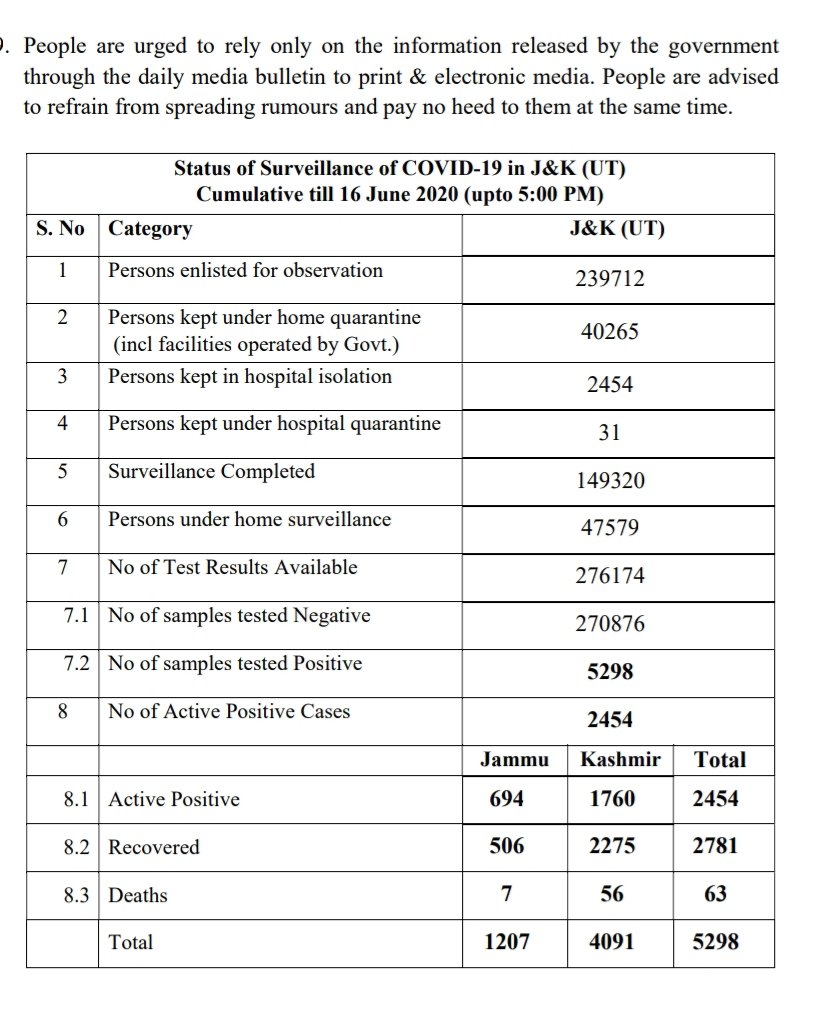 . People are urged to rely only on the information released by the government
through the daily media bulletin to print & electronic media. People are advised
to refrain from spreading rumours and pay no heed to them at the same time.
Status of Surveillance of COVID-19 in J&K (UT)
Cumulative till 16 June 2020 (upto 5:00 PM)
S. No Category J&K (UT)
1 Persons enlisted for observation 239712
2 Persons kept under home quarantine
(incl facilities operated by Govt.) 40265
3 Persons kept in hospital isolation 2454
4 Persons kept under hospital quarantine 31
5 Surveillance Completed 149320
6 Persons under home surveillance 47579
7 No of Test Results Available 276174
7.1 No of samples tested Negative 270876
7.2 No of samples tested Positive 5298
8 No of Active Positive Cases 2454
Jammu Kashmir Total
8.1 Active Positive 694 1760 2454
8.2 Recovered 506 2275 2781
8.3 Deaths 7 56 63
Total 1207 4091 5298